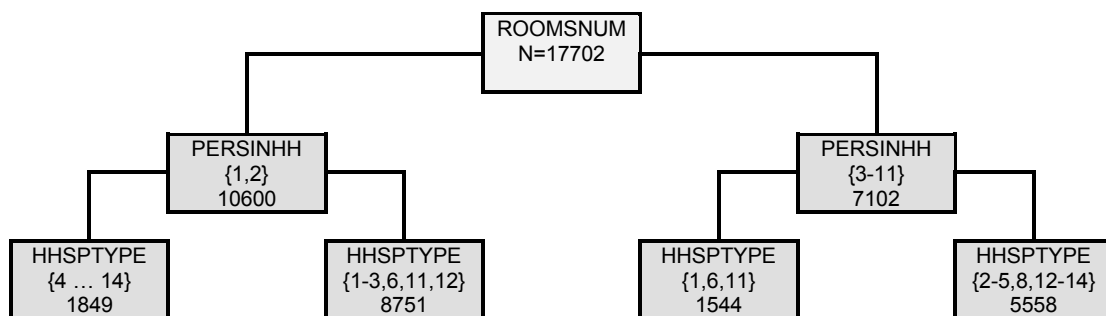 ROOMSNUM
N=17702
PERSINHH
{1,2}
10600
PERSINHH
{3-11}
7102
HHSPTYPE
{4 … 14}
1849
HHSPTYPE
{1-3,6,11,12}
8751
HHSPTYPE
{1,6,11}
1544
HHSPTYPE
{2-5,8,12-14}
5558